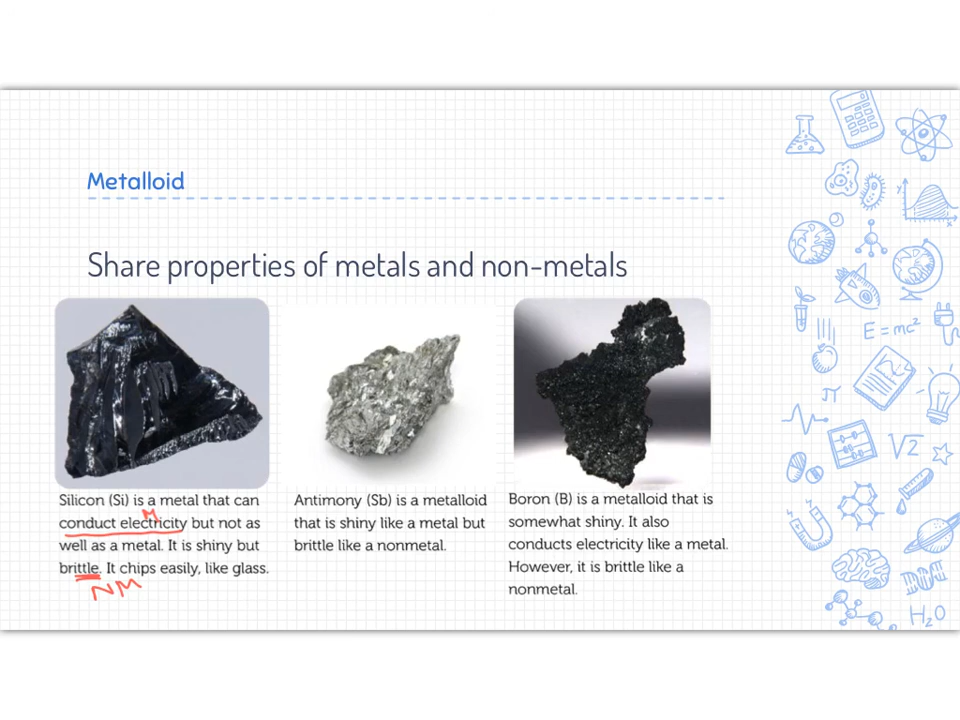 Metalloid
Share properties of metals and non-metals
Silicon (Si) is a metal that can
conduct electricity but not as
well as a metal. It is shiny but
brittle. It chips easily, like glass.
M
NM
Antimony (Sb) is a metalloid
that is shiny like a metal but
brittle like a nonmetal.
Boron (B) is a metalloid that is
somewhat shiny. It also
conducts electricity like a metal.
However, it is brittle like a
nonmetal.
y
x
E=mc²
π
√2
H₂O